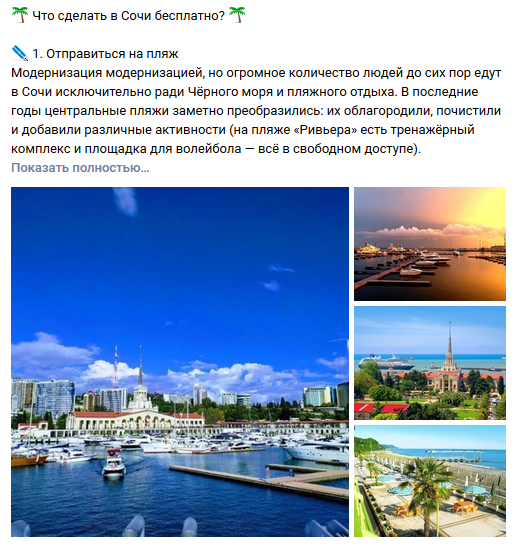 🌴 Что сделать в Сочи бесплатно? 🌴
1. Отправиться на пляж
Модернизация модернизацией, но огромное количество людей до сих пор едут
в Сочи исключительно ради Чёрного моря и пляжного отдыха. В последние
годы центральные пляжи заметно преобразились: их облагородили, почистили
и добавили различные активности (на пляже «Ривьера» есть тренажёрный
комплекс и площадка для волейбола — всё в свободном доступе).
Показать полностью…